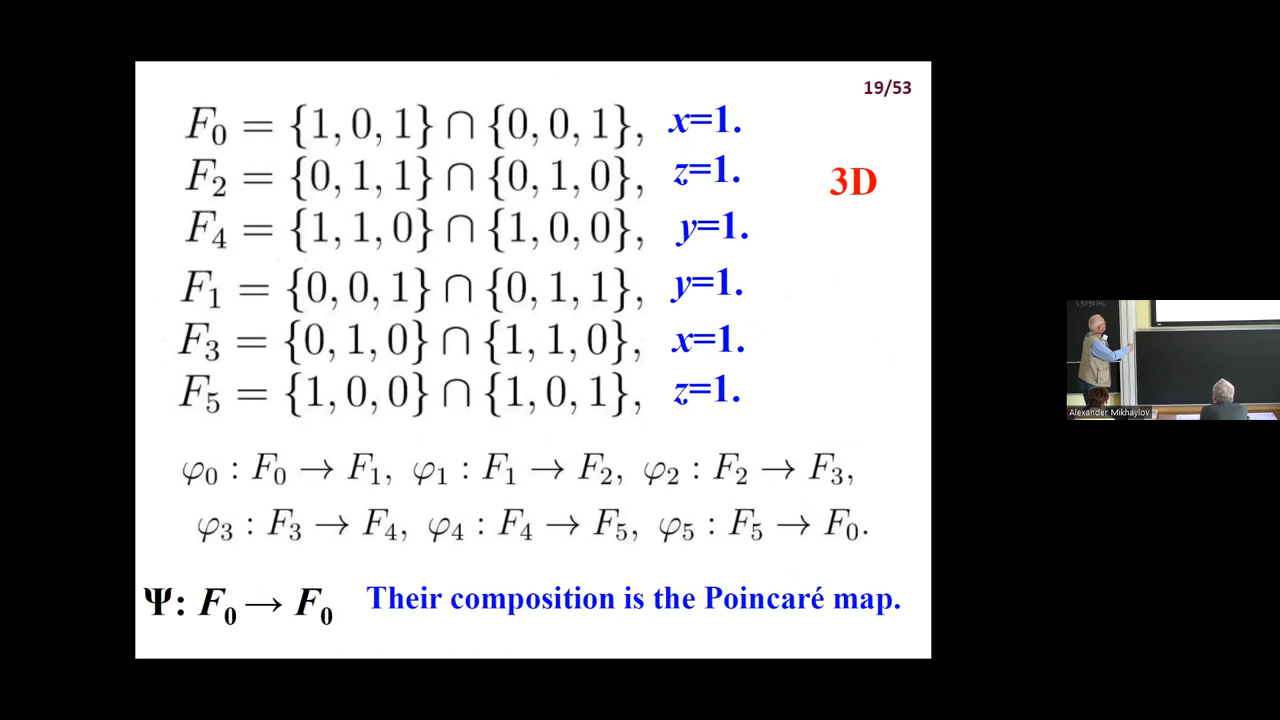 19/53
F₀ = {1, 0, 1} ∩ {0, 0, 1}, x=1.
F₂ = {0, 1, 1} ∩ {0, 1, 0}, z=1.
3D
F₄ = {1, 1, 0} ∩ {1, 0, 0}, y=1.
F₁ = {0, 0, 1} ∩ {0, 1, 1}, y=1.
F₃ = {0, 1, 0} ∩ {1, 1, 0}, x=1.
F₅ = {1, 0, 0} ∩ {1, 0, 1}, z=1.
φ₀ : F₀ → F₁, φ₁ : F₁ → F₂, φ₂ : F₂ → F₃,
φ₃ : F₃ → F₄, φ₄ : F₄ → F₅, φ₅ : F₅ → F₀.
Ψ: F₀ → F₀ Their composition is the Poincaré map.
Alexander Mikhaylov